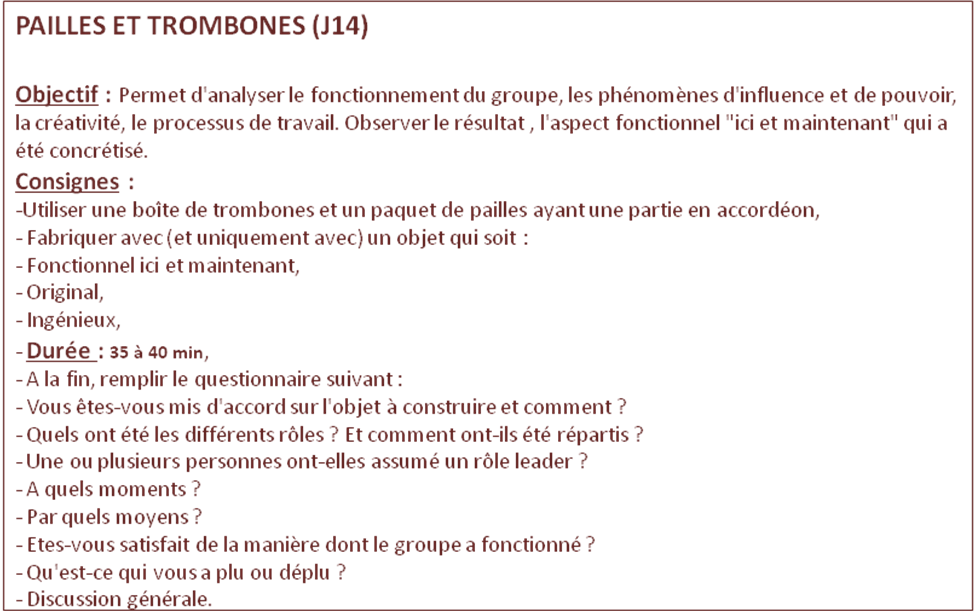 PAILLES ET TROMBONES (J14)
Objectif : Permet d'analyser le fonctionnement du groupe, les phénomènes d'influence et de pouvoir,
la créativité, le processus de travail. Observer le résultat , l'aspect fonctionnel "ici et maintenant" qui a
été concrétisé.
Consignes :
-Utiliser une boîte de trombones et un paquet de pailles ayant une partie en accordéon,
- Fabriquer avec (et uniquement avec) un objet qui soit :
- Fonctionnel ici et maintenant,
- Original,
- Ingénieux,
- Durée : 35 à 40 min,
- A la fin, remplir le questionnaire suivant :
- Vous êtes-vous mis d'accord sur l'objet à construire et comment ?
- Quels ont été les différents rôles ? Et comment ont-ils été répartis ?
- Une ou plusieurs personnes ont-elles assumé un rôle leader ?
- A quels moments ?
- Par quels moyens ?
- Etes-vous satisfait de la manière dont le groupe a fonctionné ?
- Qu'est-ce qui vous a plu ou déplu ?
- Discussion générale.